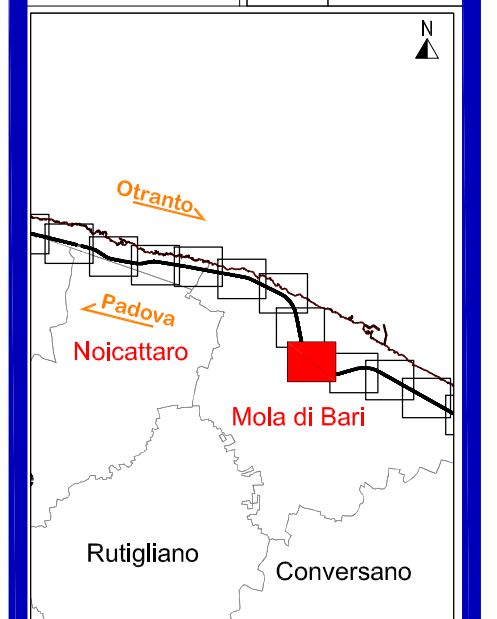 N
Otranto
Padova
Noicattaro
Mola di Bari
Rutigliano
Conversano